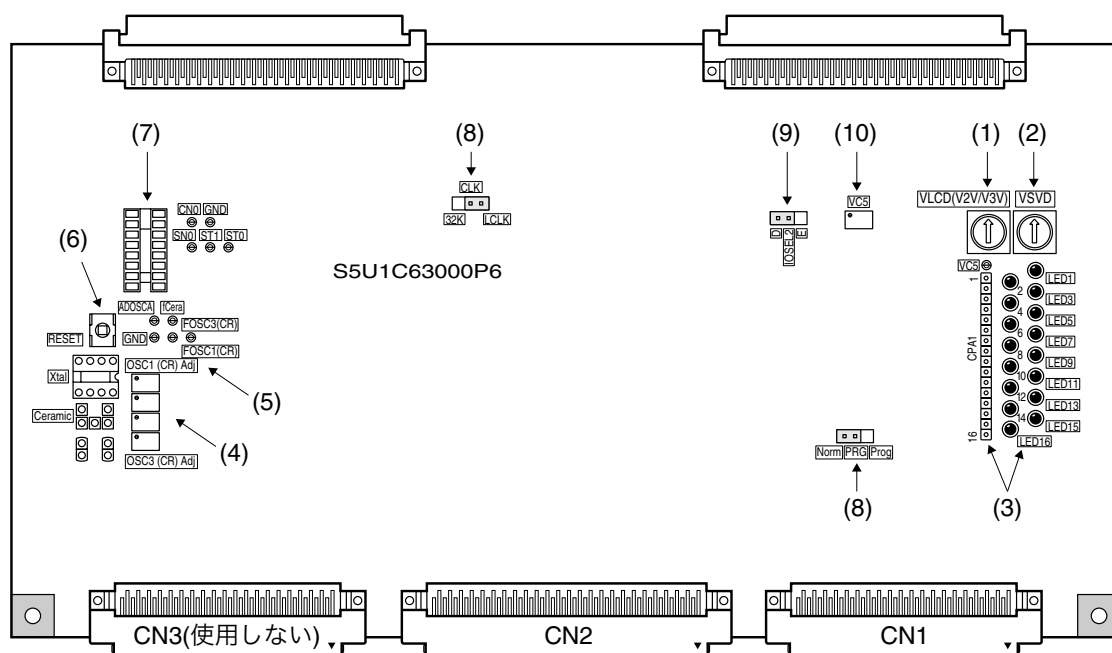 (7)
(8)
(9)
(10)
(1)
(2)
CLK
32K
LCLK
VLCD(V2V/V3V)
VSVD
VC5
D
IOSEL2
E
CN0
GND
SN0
ST1
ST0
(6)
S5U1C63000P6
VC5
1
CPA1
16
2
4
6
8
10
12
14
LED1
LED3
LED5
LED7
LED9
LED11
LED13
LED15
LED16
ADOSCA
fCera
FOSC3(CR)
RESET
GND
FOSC1(CR)
Xtal
OSC1 (CR) Adj
(5)
Ceramic
(4)
OSC3 (CR) Adj
Norm
PRG
Prog
(8)
(3)
CN3(使用しない)
CN2
CN1